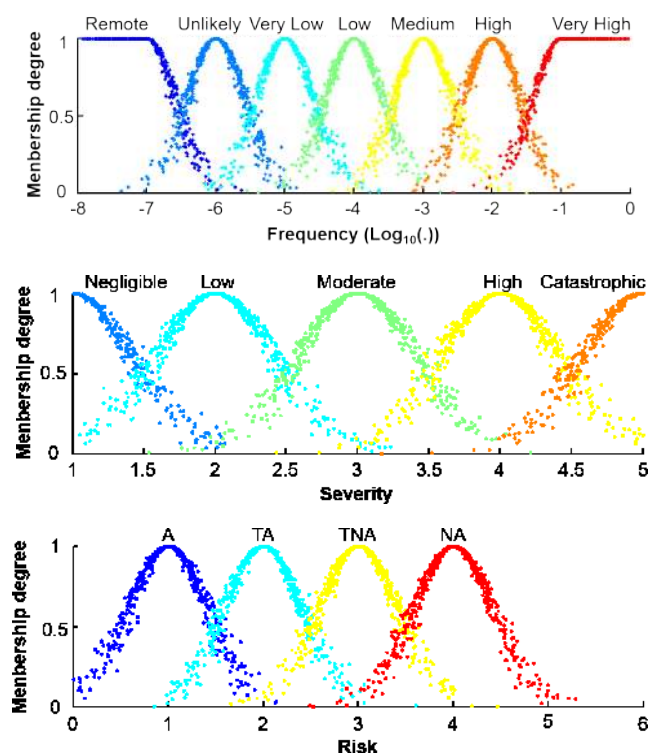 Remote Unlikely Very Low Low Medium High Very High
Menbership degree
1
0.5
0
-8 -7 -6 -5 -4 -3 -2 -1 0
Frequency (Log10(.))
Negligible Low Moderate High Catastrophic
Menbership degree
1
0.5
0
1 1.5 2 2.5 3 3.5 4 4.5 5
Severity
A TA TNA NA
Menbership degree
1
0.5
0
0 1 2 3 4 5 6
Risk